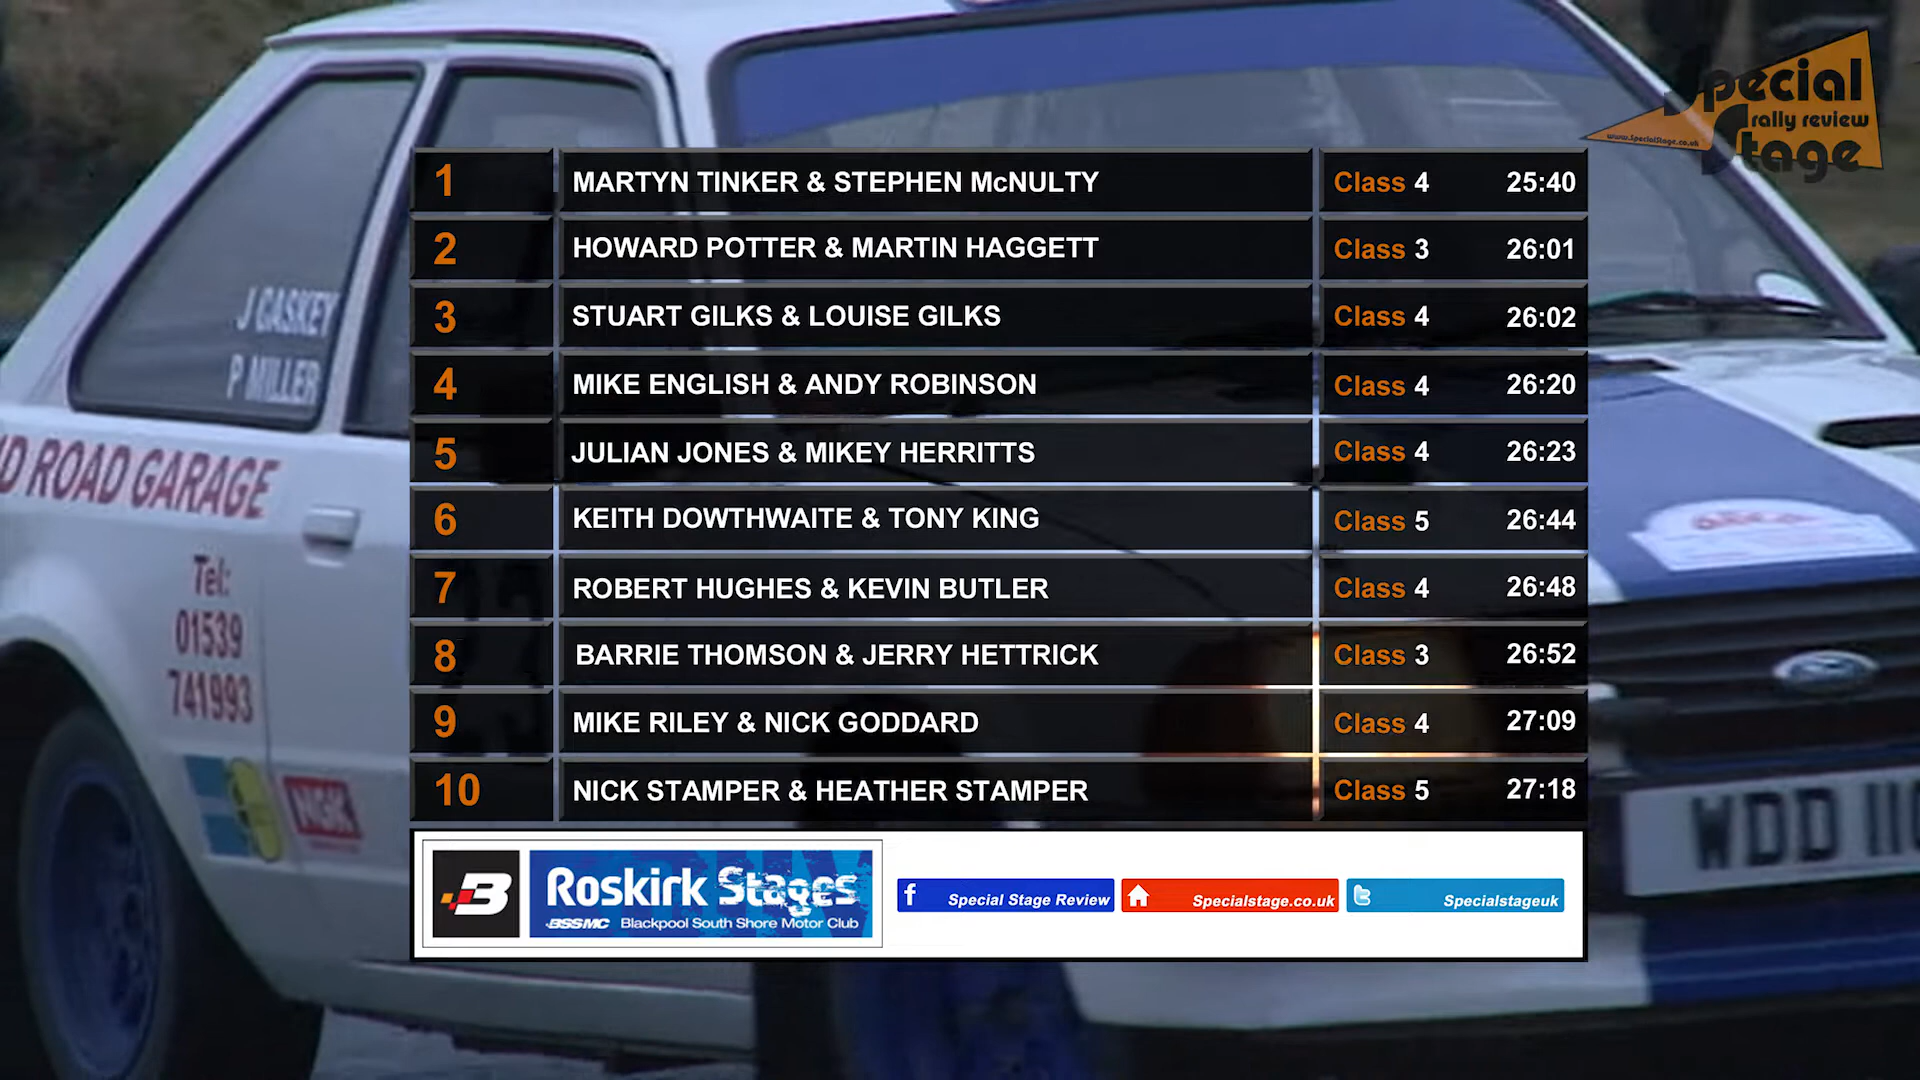 Special
rally review
www.SpecialStage.co.uk
Stage
1 MARTYN TINKER & STEPHEN McNULTY Class 4 25:40
2 HOWARD POTTER & MARTIN HAGGETT Class 3 26:01
3 STUART GILKS & LOUISE GILKS Class 4 26:02
4 MIKE ENGLISH & ANDY ROBINSON Class 4 26:20
5 JULIAN JONES & MIKEY HERRITTS Class 4 26:23
6 KEITH DOWTHWAITE & TONY KING Class 5 26:44
7 ROBERT HUGHES & KEVIN BUTLER Class 4 26:48
8 BARRIE THOMSON & JERRY HETTRICK Class 3 26:52
9 MIKE RILEY & NICK GODDARD Class 4 27:09
10 NICK STAMPER & HEATHER STAMPER Class 5 27:18
J CASKEY
P MILLER
ROAD GARAGE
Tel:
01539
741993
NGK
Ford
WDD
B
Roskirk Stages
BSSMC Blackpool South Shore Motor Club
f Special Stage Review
Specialstage.co.uk
Specialstageuk